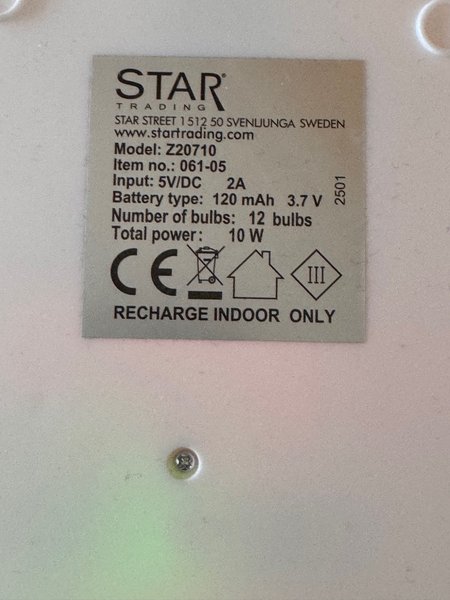 STAR®
TRADING
STAR STREET 1 512 50 SVENLJUNGA SWEDEN
www.startrading.com
Model: Z20710
Item no.: 061-05
Input: 5V/DC 2A
Battery type: 120 mAh 3.7 V
Number of bulbs: 12 bulbs
Total power: 10 W
2501
CE
III
RECHARGE INDOOR ONLY